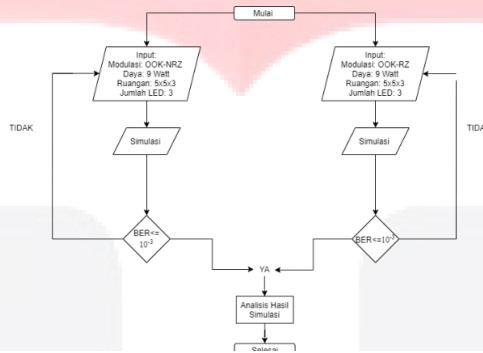 Mulai
Input:
Modulasi: OOK-NRZ
Daya: 9 Watt
Ruangan: 5x5x3
Jumlah LED: 3
Input:
Modulasi: OOK-RZ
Daya: 9 Watt
Ruangan: 5x5x3
Jumlah LED: 3
TIDAK
TIDA
Simulasi
Simulasi
BER<=
10-3
BER<=10-3
YA
Analisis Hasil
Simulasi
Selesai